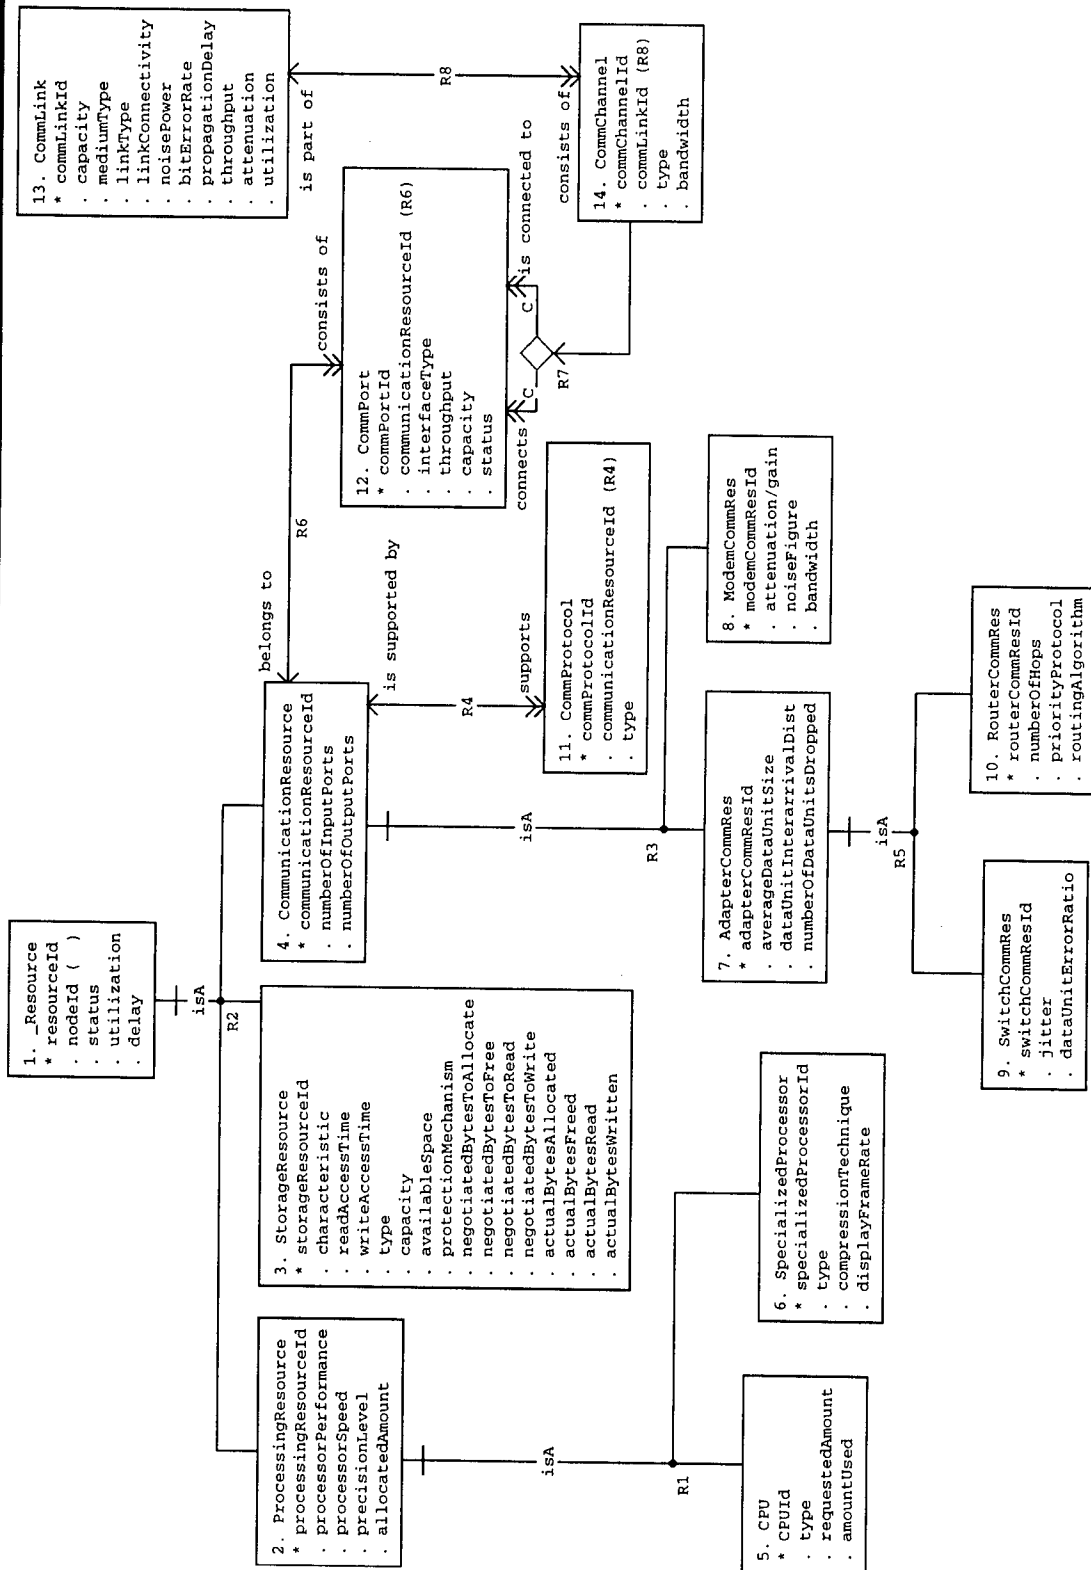 1. _Resource
* resourceId
. nodeId ( )
. status
. utilization
. delay
isA
R2
2. ProcessingResource
* processingResourceId
. processorPerformance
. processorSpeed
. precisionLevel
. allocatedAmount
3. StorageResource
* storageResourceId
. characteristic
. readAccessTime
. writeAccessTime
. type
. capacity
. availableSpace
. protectionMechanism
. negotiatedBytesToAllocate
. negotiatedBytesToFree
. negotiatedBytesToRead
. negotiatedBytesToWrite
. actualBytesAllocated
. actualBytesFreed
. actualBytesRead
. actualBytesWritten
4. CommunicationResource
* communicationResourceId
. numberOfInputPorts
. numberOfOutputPorts
belongs to
R6
consists of
is supported by
R4
supports
isA
R1
5. CPU
* CPUId
. type
. requestedAmount
. amountUsed
6. SpecializedProcessor
* specializedProcessorId
. type
. compressionTechnique
. displayFrameRate
isA
R3
7. AdapterCommRes
* adapterCommResId
. averageDataUnitSize
. dataUnitInterarrivalDist
. numberOfDataUnitsDropped
8. ModemCommRes
* modemCommResId
. attenuation/gain
. noiseFigure
. bandwidth
isA
R5
9. SwitchCommRes
* switchCommResId
. jitter
. dataUnitErrorRatio
10. RouterCommRes
* routerCommResId
. numberOfHops
. priorityProtocol
. routingAlgorithm
11. CommProtocol
* commProtocolId
. communicationResourceId (R4)
. type
12. CommPort
* commPortId
. communicationResourceId (R6)
. interfaceType
. throughput
. capacity
. status
connects
C
C
is connected to
R7
13. CommLink
* commLinkId
. capacity
. mediumType
. linkType
. linkConnectivity
. noisePower
. bitErrorRate
. propagationDelay
. throughput
. attenuation
. utilization
is part of
R8
consists of
14. CommChannel
* commChannelId
. commLinkId (R8)
. type
. bandwidth